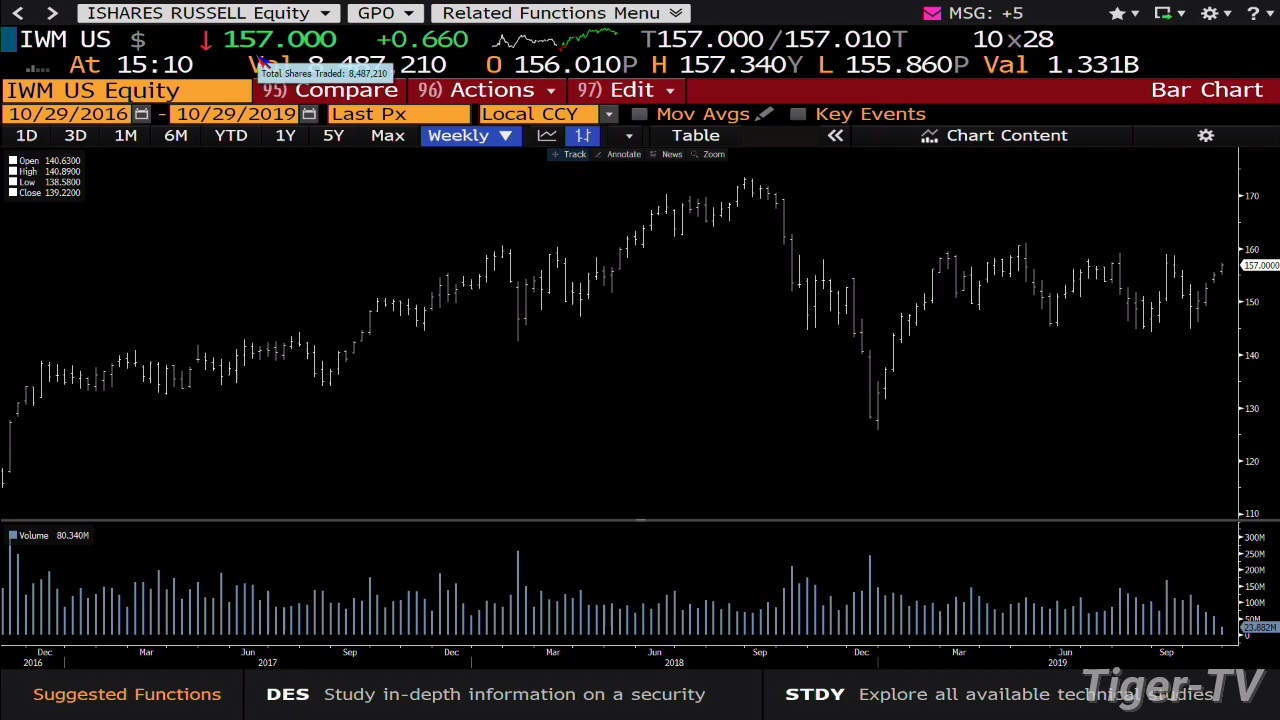 ISHARES RUSSELL Equity GPO Related Functions Menu MSG: +5 ?
IWM US $ 157.000 +0.660 T157.000/157.010T 10x28
At 15:10 Vol 8,487,210 O 156.010P H 157.340Y L 155.860P Val 1.331B
Total Shares Traded: 8,487,210
IWM US Equity 95) Compare 96) Actions 97) Edit Bar Chart
10/29/2016 - 10/29/2019 Last Px Local CCY Mov Avgs Key Events
1D 3D 1M 6M YTD 1Y 5Y Max Weekly Table Chart Content
Track Annotate News Zoom
Open 140.6300
High 140.8900
Low 138.5800
Close 139.2200
170
160
157.0000
150
140
130
120
110
Volume 80.340M
300M
250M
200M
150M
100M
50M
23.882M
0
Dec Mar Jun Sep Dec Mar Jun Sep Dec Mar Jun Sep
2016 2017 2018 2019
Suggested Functions DES Study in-depth information on a security STDY Explore all available technical studies
Tiger-TV